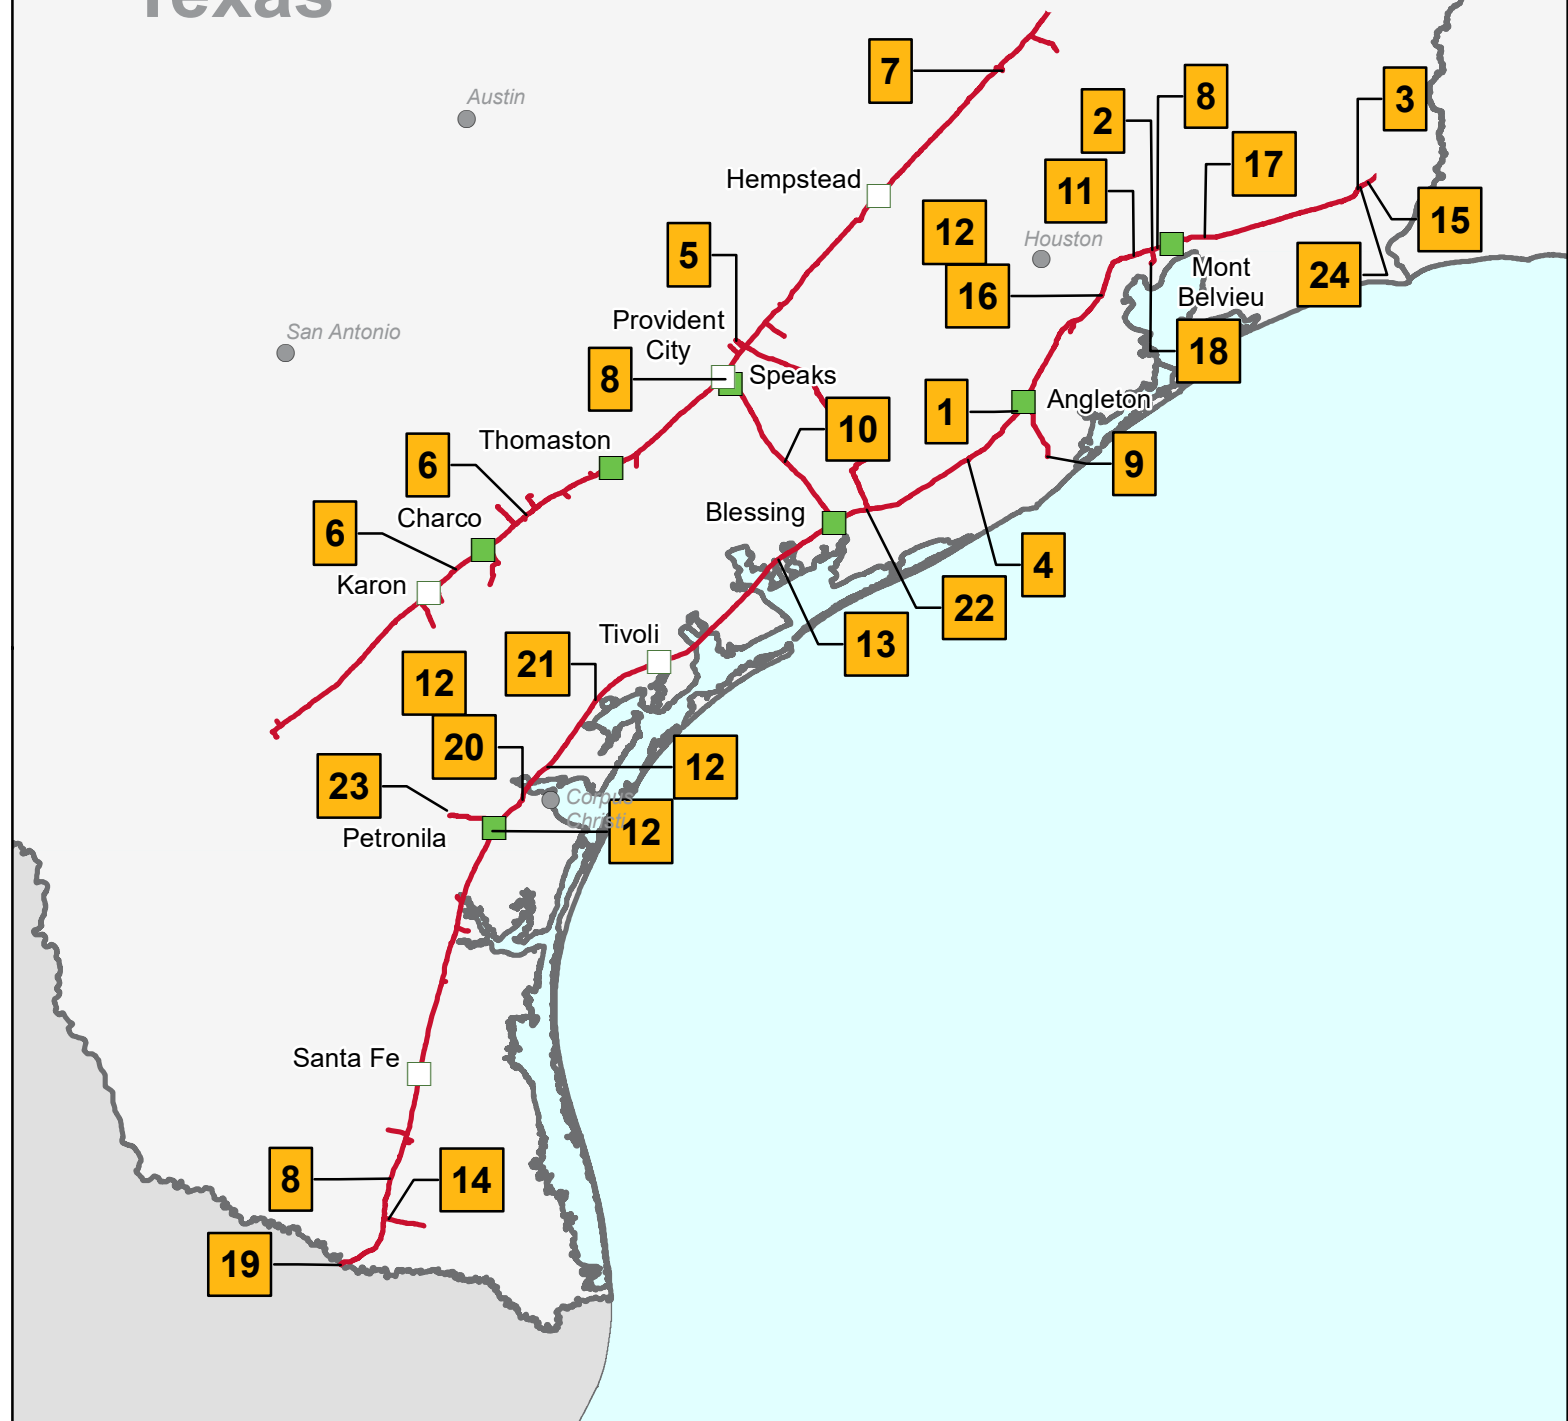 Texas
7
Austin
8
3
2
Hempstead
17
11
15
12
Houston
5
24
16
Mont
Belvieu
Provident
City
San Antonio
18
8
Speaks
1
Angleton
10
Thomaston
6
9
Charco
Blessing
6
4
Karon
22
Tivoli
13
21
12
20
12
23
Corpus
Christi
12
Petronila
Santa Fe
8
14
19